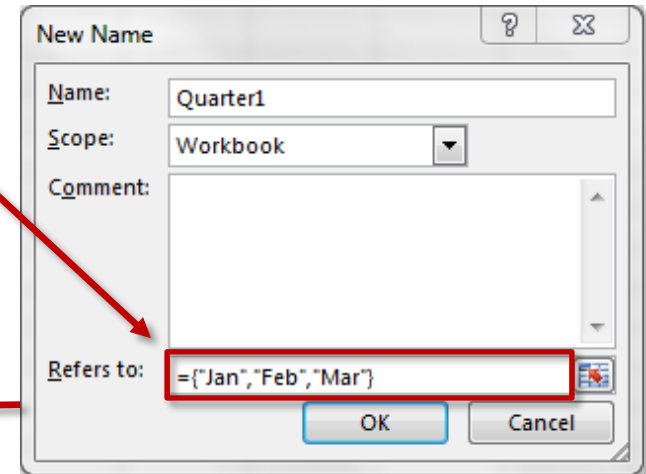 New Name
Name: Quarter1
Scope: Workbook
Comment:
Refers to: ={"Jan","Feb","Mar"}
OK Cancel